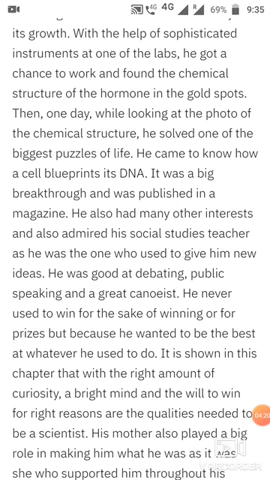 4G 4G R R 69% 9:35
its growth. With the help of sophisticated
instruments at one of the labs, he got a
chance to work and found the chemical
structure of the hormone in the gold spots.
Then, one day, while looking at the photo of
the chemical structure, he solved one of the
biggest puzzles of life. He came to know how
a cell blueprints its DNA. It was a big
breakthrough and was published in a
magazine. He also had many other interests
and also admired his social studies teacher
as he was the one who used to give him new
ideas. He was good at debating, public
speaking and a great canoeist. He never
used to win for the sake of winning or for
prizes but because he wanted to be the best
at whatever he used to do. It is shown in this
chapter that with the right amount of
curiosity, a bright mind and the will to win
for right reasons are the qualities needed to
04:20
be a scientist. His mother also played a big
role in making him what he was as it was
she who supported him throughout his